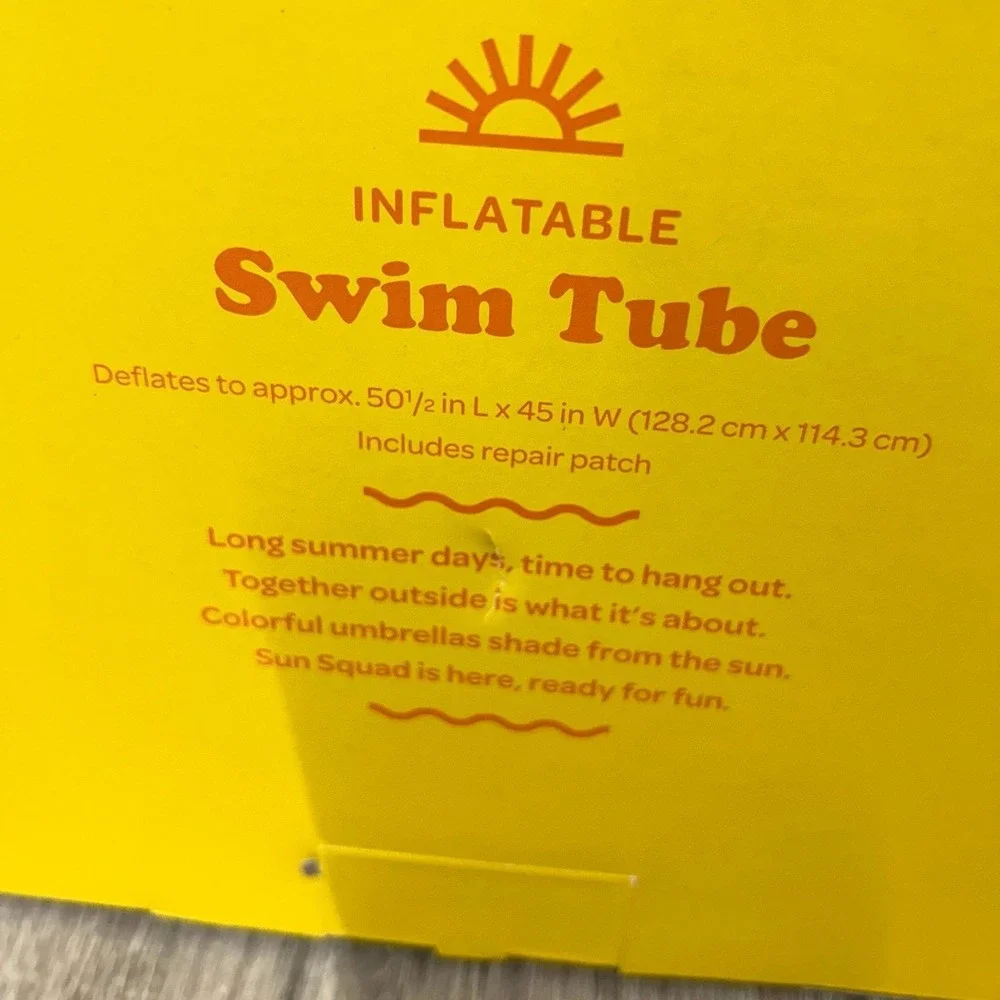 INFLATABLE
Swim Tube
Deflates to approx. 50½ in L x 45 in W (128.2 cm x 114.3 cm)
Includes repair patch
Long summer days, time to hang out.
Together outside is what it's about.
Colorful umbrellas shade from the sun.
Sun Squad is here, ready for fun.